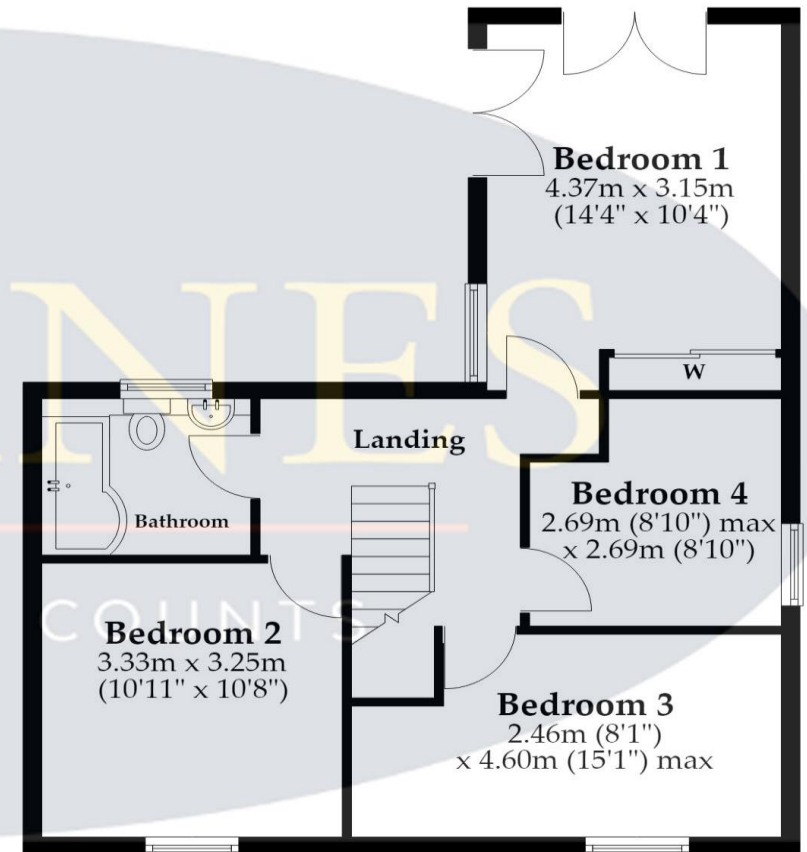 Bedroom 1
4.37m x 3.15m
(14'4" x 10'4")
W
NES
Landing
Bedroom 4
2.69m (8'10") max
x 2.69m (8'10")
Bathroom
COUNTS
Bedroom 2
3.33m x 3.25m
(10'11" x 10'8")
Bedroom 3
2.46m (8'1")
x 4.60m (15'1") max